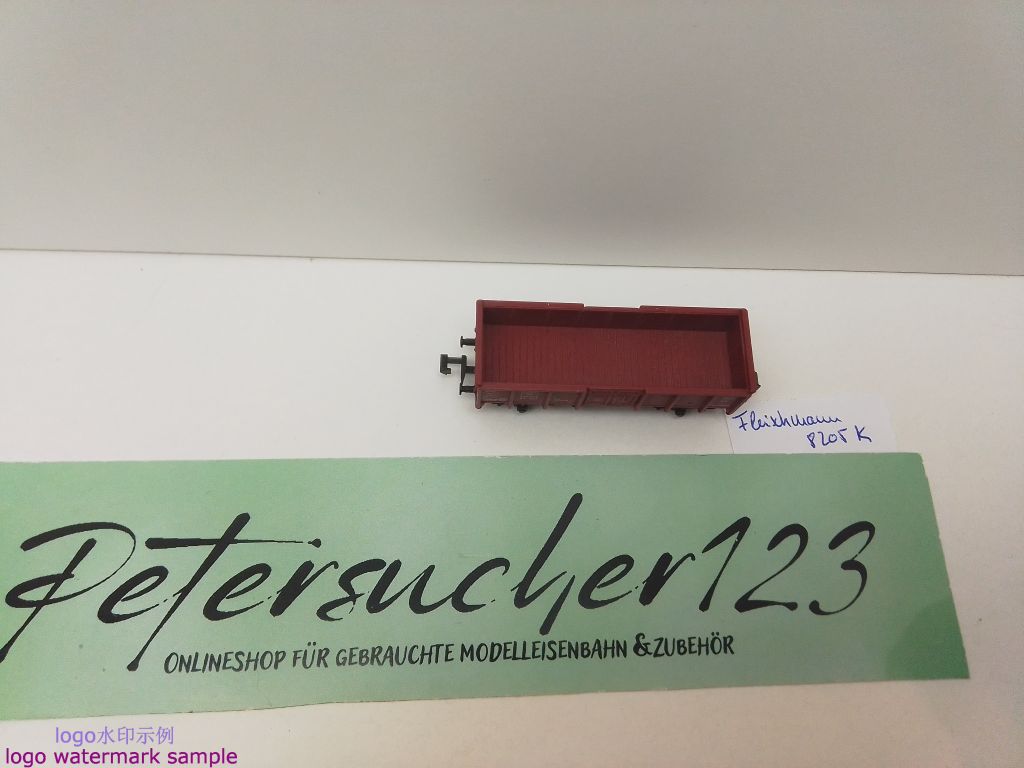 Fleischmann
8205 K
Petersucher123
ONLINESHOP FÜR GEBRAUCHTE MODELLEISENBAHN & ZUBEHÖR
logo水印示例
logo watermark sample